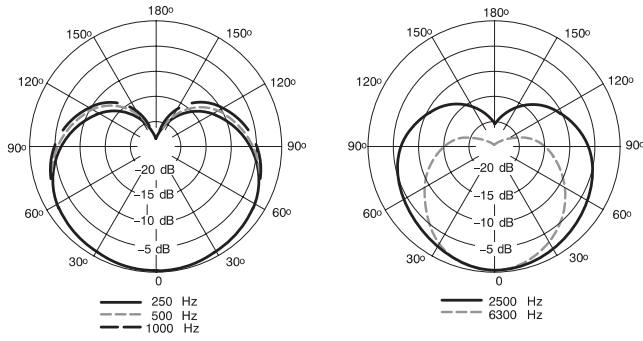 180o
150o 150o
120o 120o
90o 90o
–20 dB
–15 dB
60o 60o
–10 dB
–5 dB
30o 30o
0
250 Hz
500 Hz
1000 Hz
180o
150o 150o
120o 120o
90o 90o
–20 dB
–15 dB
60o 60o
–10 dB
–5 dB
30o 30o
0
2500 Hz
6300 Hz